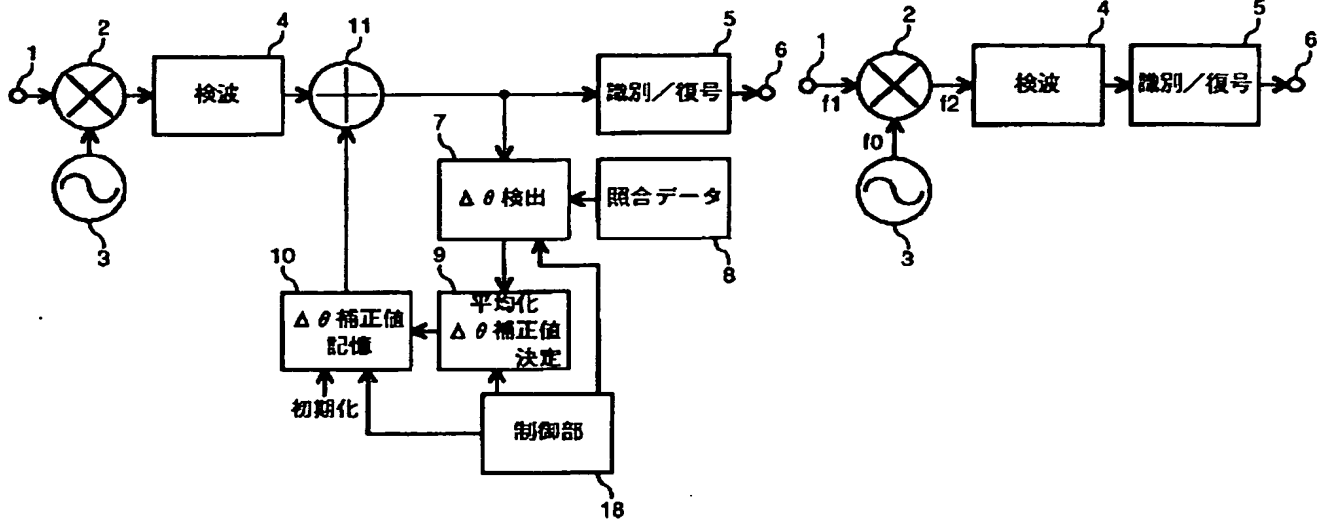 1
2
4
11
5
6
検波
識別/復号
3
7
Δθ検出
照合データ
8
10
9
Δθ補正値
記憶
平均化
Δθ補正値
決定
初期化
制御部
18
1
2
4
5
6
f1
f2
f0
検波
識別/復号
3